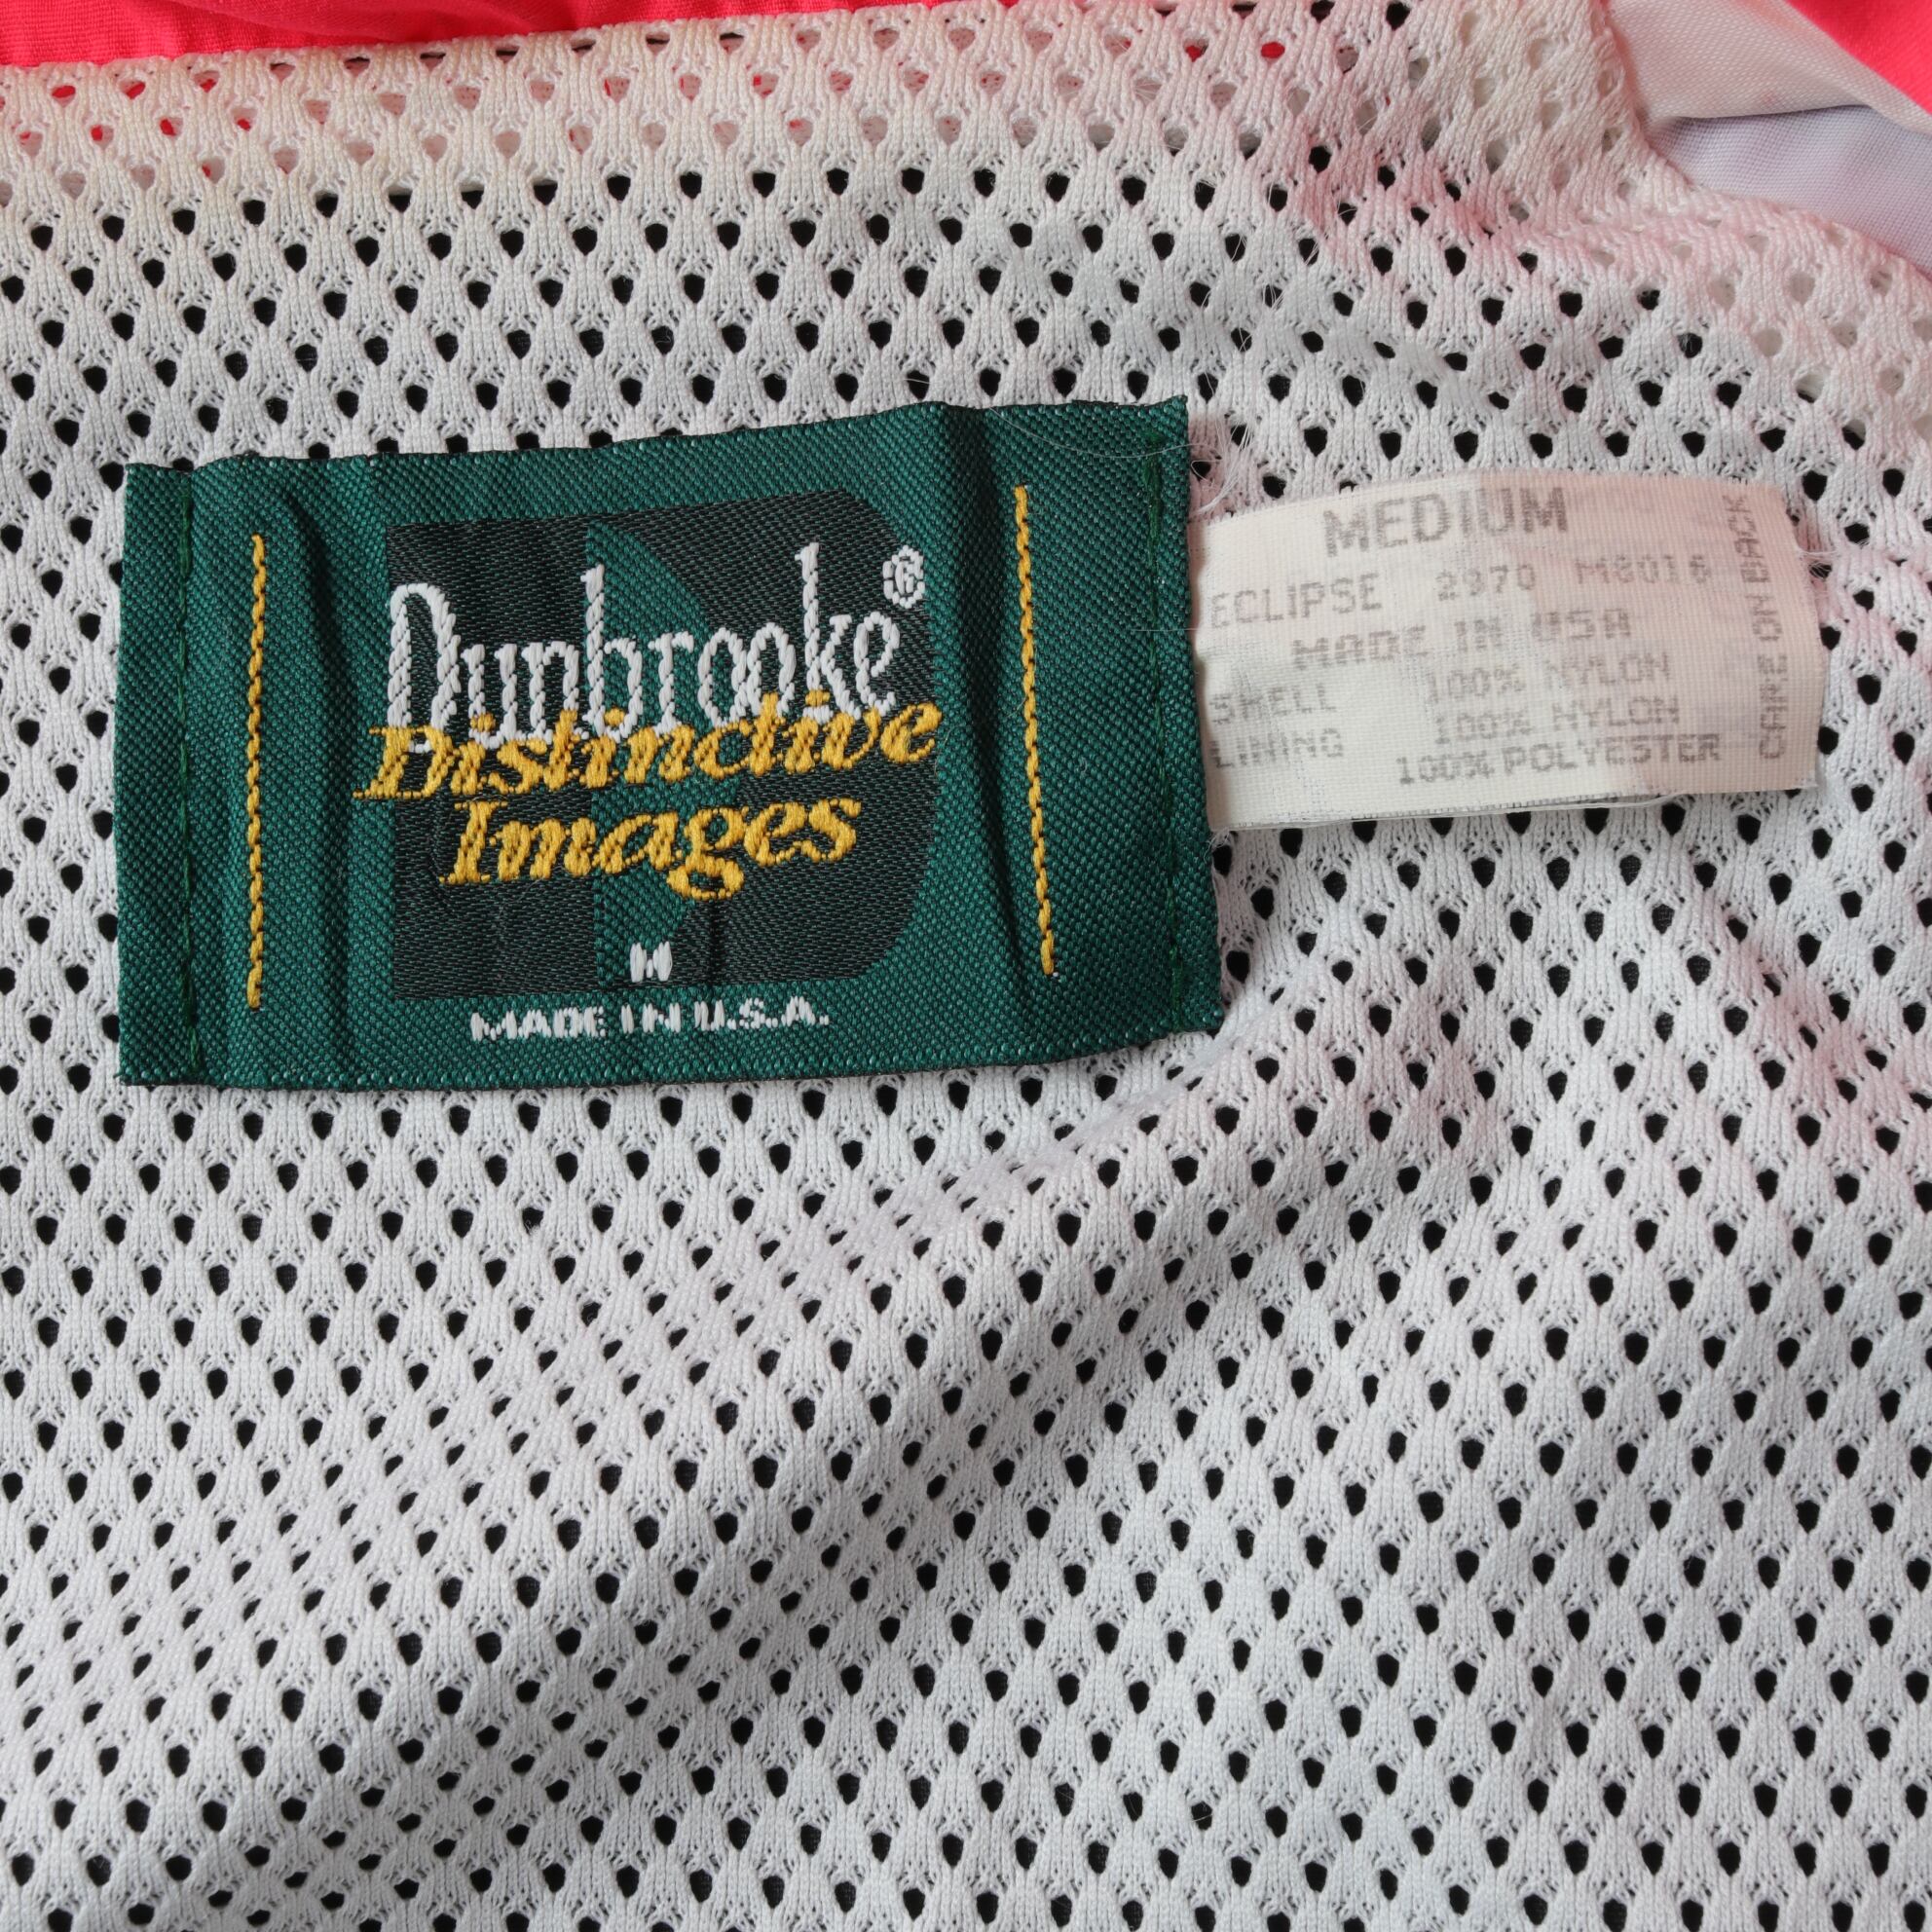 Dunbrooke®
Distinctive
Images
M
MADE IN U.S.A.
MEDIUM
ECLIPSE 2970 M8016
MADE IN USA
SHELL 100% NYLON
LINING 100% NYLON
100% POLYESTER
CARE ON BACK